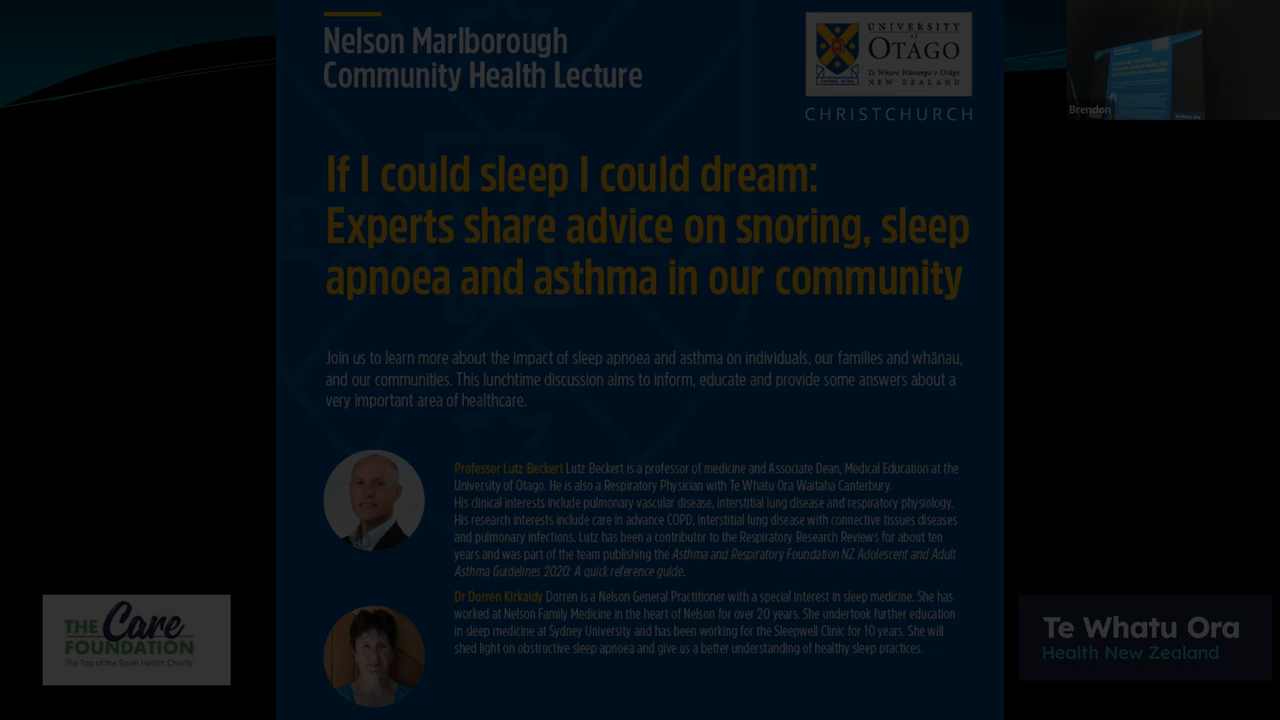 Nelson Marlborough
Community Health Lecture
UNIVERSITY
of
OTAGO
Te Whare Wānanga o Otāgo
NEW ZEALAND
CHRISTCHURCH
Brendon
If I could sleep I could dream:
Experts share advice on snoring, sleep
apnoea and asthma in our community
Join us to learn more about the impact of sleep apnoea and asthma on individuals, our families and whānau,
and our communities. This lunchtime discussion aims to inform, educate and provide some answers about a
very important area of healthcare.
Professor Lutz Beckert Lutz Beckert is a professor of medicine and Associate Dean, Medical Education at the
University of Otago. He is also a Respiratory Physician with Te Whatu Ora Waitaha Canterbury.
His clinical interests include pulmonary vascular disease, interstitial lung disease and respiratory physiology.
His research interests include care in advance COPD, interstitial lung disease with connective tissues diseases
and pulmonary infections. Lutz has been a contributor to the Respiratory Research Reviews for about ten
years and was part of the team publishing the Asthma and Respiratory Foundation NZ Adolescent and Adult
Asthma Guidelines 2020: A quick reference guide.
Dr Dorren Kirkaldy Dorren is a Nelson General Practitioner with a special interest in sleep medicine. She has
worked at Nelson Family Medicine in the heart of Nelson for over 20 years. She undertook further education
in sleep medicine at Sydney University and has been working for the Sleepwell Clinic for 10 years. She will
shed light on obstructive sleep apnoea and give us a better understanding of healthy sleep practices.
THE Care
FOUNDATION
The Top of the South Health Charity
Te Whatu Ora
Health New Zealand